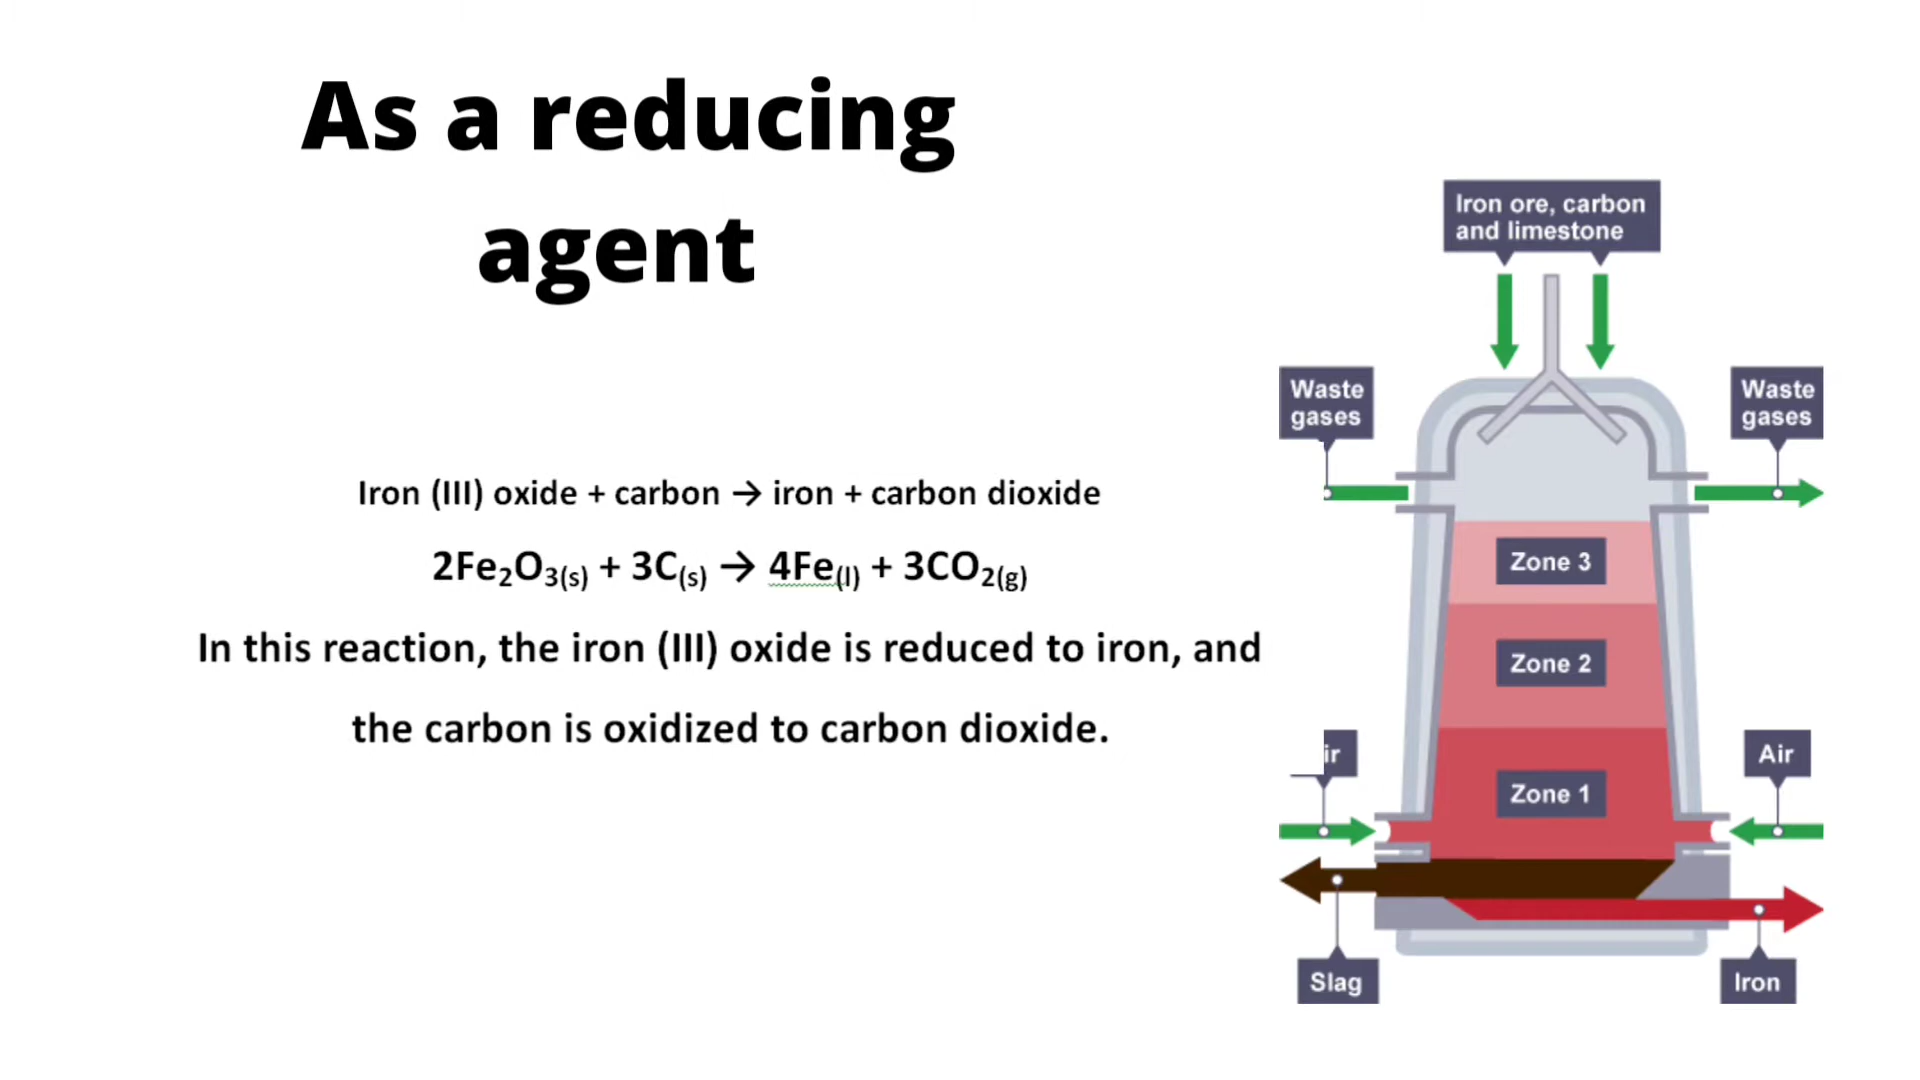 As a reducing
agent
Iron (III) oxide + carbon → iron + carbon dioxide
2Fe₂O₃(s) + 3C(s) → 4Fe(l) + 3CO₂(g)
In this reaction, the iron (III) oxide is reduced to iron, and
the carbon is oxidized to carbon dioxide.
Iron ore, carbon
and limestone
Waste
gases
Waste
gases
Zone 3
Zone 2
Zone 1
ir
Air
Slag
Iron